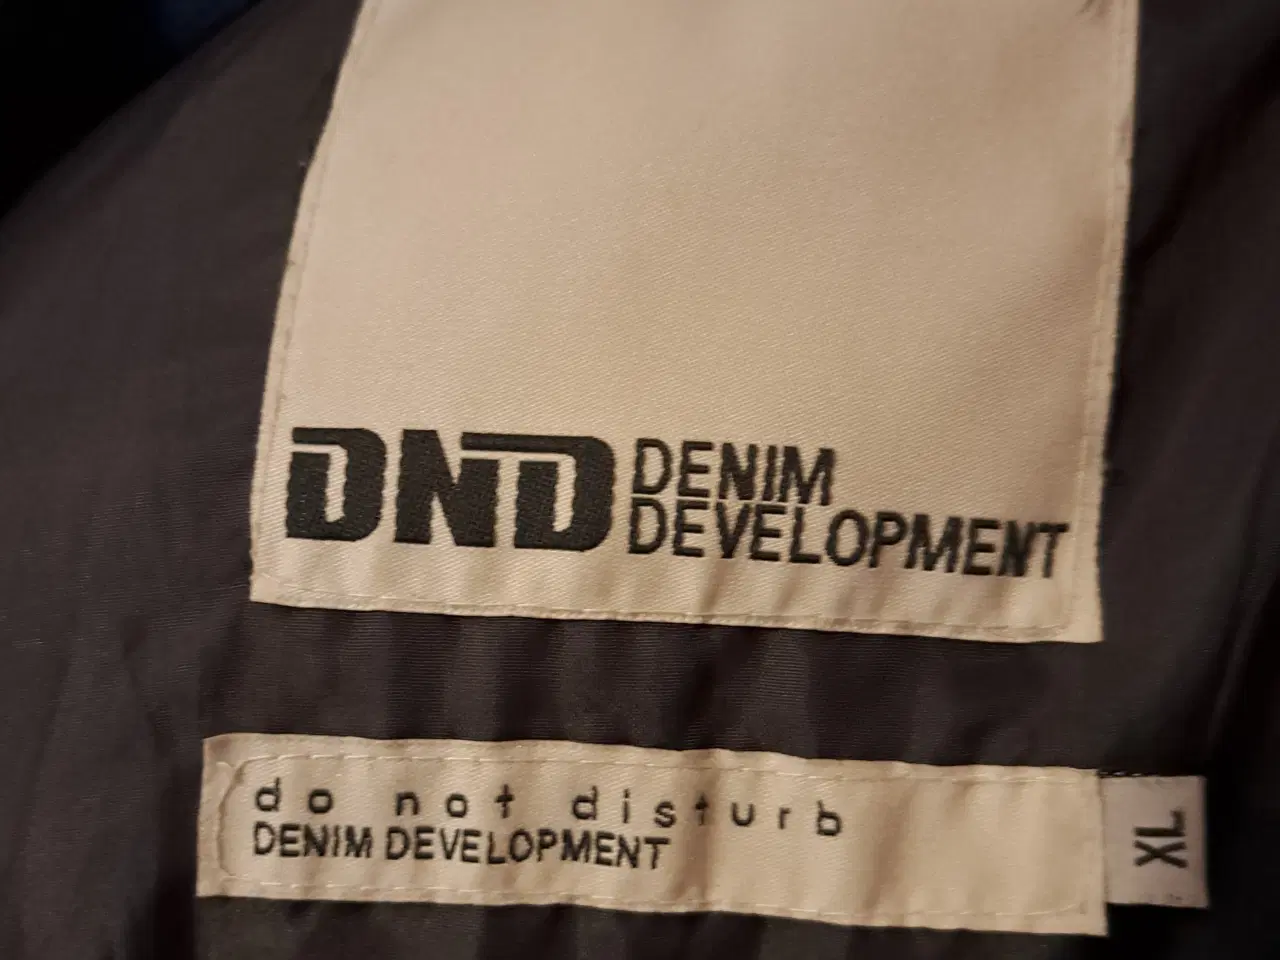 DND DENIM
DEVELOPMENT
do not disturb
DENIM DEVELOPMENT
XL